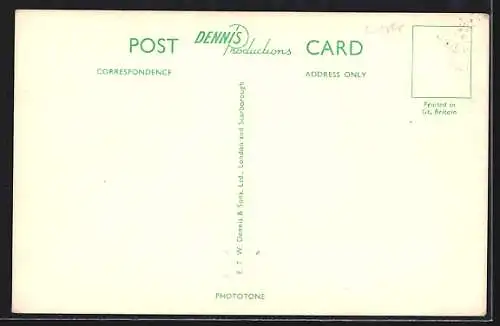 POST DENNIS Productions CARD
CORRESPONDENCE ADDRESS ONLY
Printed in
Gt. Britain
E. T. W. Dennis & Sons, Ltd., London and Scarborough
PHOTOTONE